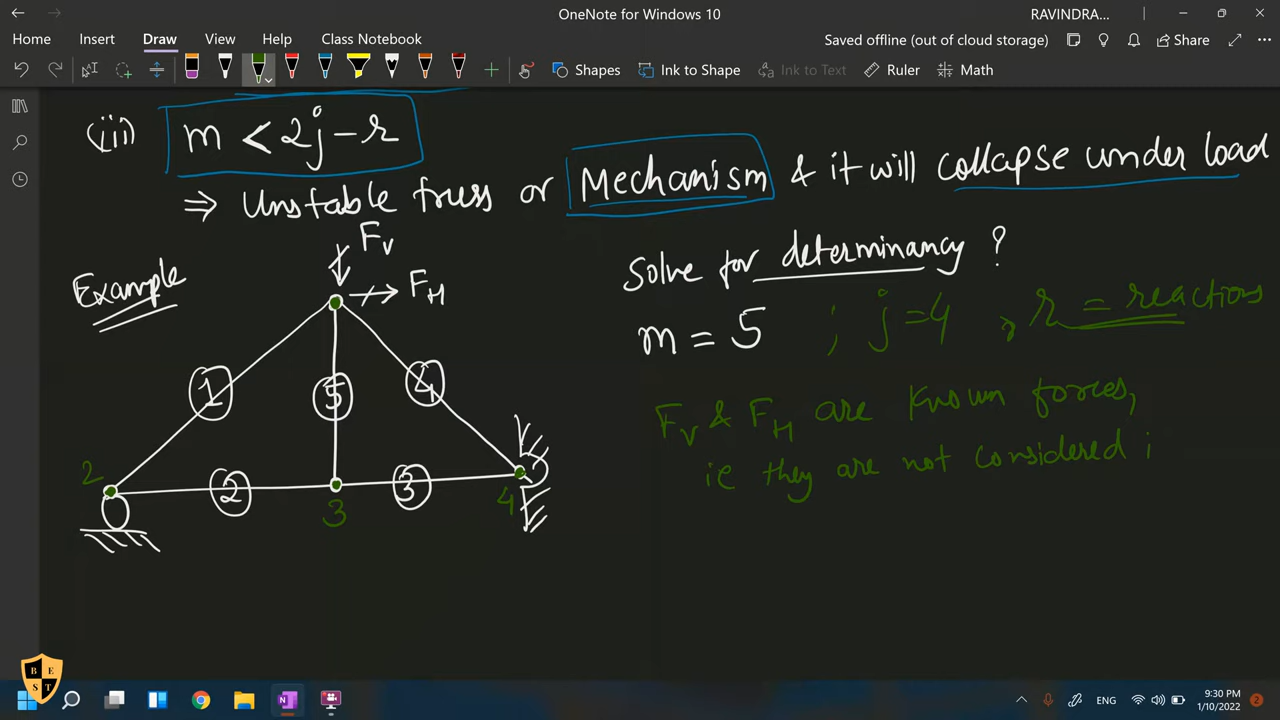 OneNote for Windows 10
RAVINDRA...
Home Insert Draw View Help Class Notebook
Saved offline (out of cloud storage)
Share
Shapes
Ink to Shape
Ink to Text
Ruler
Math
(iii) m < 2j - r
⇒ Unstable truss or Mechanism & it will collapse under load
Example
Fv
FH
1
5
4
2
2
3
3
4
Solve for determinancy ?
m = 5 ; j = 4 , r = reactions
Fv & FH are known forces,
ie they are not considered i
B E
S T
ENG
9:30 PM
1/10/2022
2